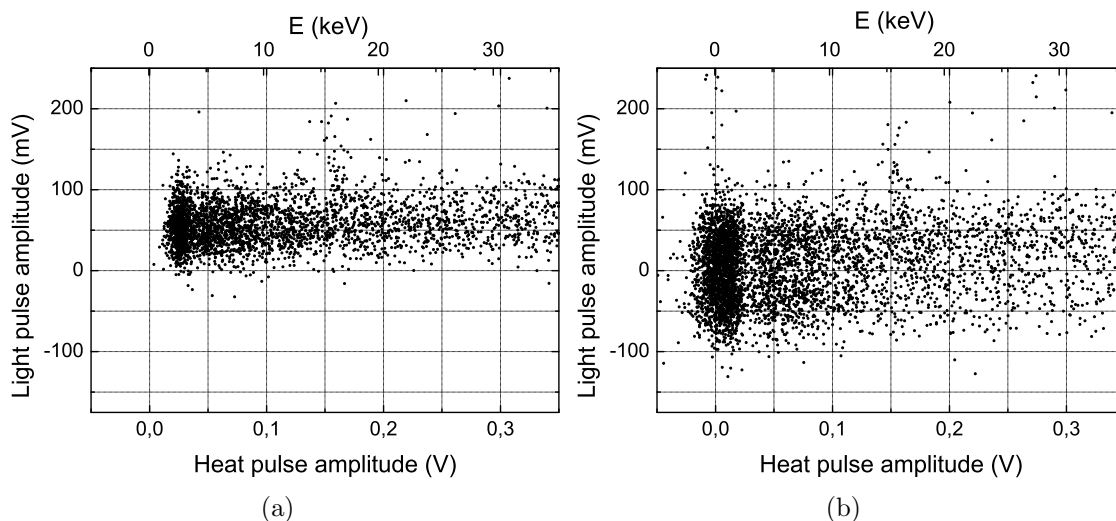 E (keV)
0 10 20 30
200
100
0
-100
Light pulse amplitude (mV)
0,0 0,1 0,2 0,3
Heat pulse amplitude (V)
(a)
E (keV)
0 10 20 30
200
100
0
-100
Light pulse amplitude (mV)
0,0 0,1 0,2 0,3
Heat pulse amplitude (V)
(b)